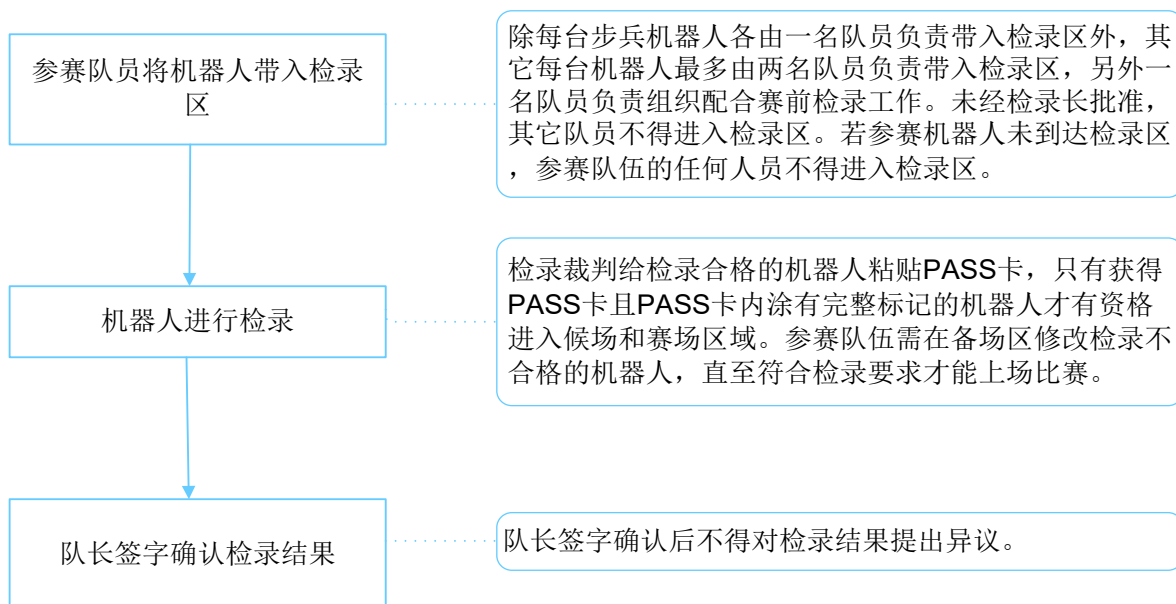 参赛队员将机器人带入检录
区
除每台步兵机器人各由一名队员负责带入检录区外，其
它每台机器人最多由两名队员负责带入检录区，另外一
名队员负责组织配合赛前检录工作。未经检录长批准，
其它队员不得进入检录区。若参赛机器人未到达检录区
，参赛队伍的任何人员不得进入检录区。
机器人进行检录
检录裁判给检录合格的机器人粘贴PASS卡，只有获得
PASS卡且PASS卡内涂有完整标记的机器人才有资格
进入候场和赛场区域。参赛队伍需在备场区修改检录不
合格的机器人，直至符合检录要求才能上场比赛。
队长签字确认检录结果
队长签字确认后不得对检录结果提出异议。